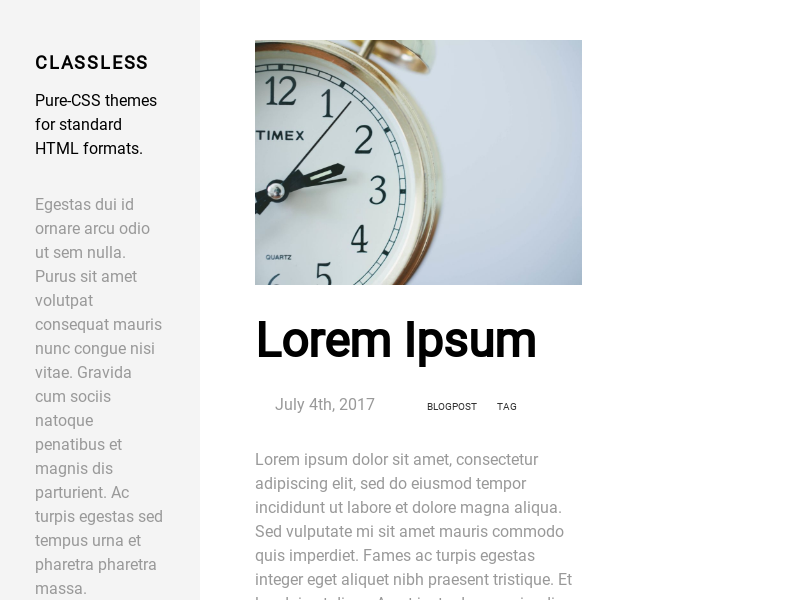 CLASSLESS
Pure-CSS themes
for standard
HTML formats.
Egestas dui id
ornare arcu odio
ut sem nulla.
Purus sit amet
volutpat
consequat mauris
nunc congue nisi
vitae. Gravida
cum sociis
natoque
penatibus et
magnis dis
parturient. Ac
turpis egestas sed
tempus urna et
pharetra pharetra
massa.
12
1
TIMEX
2
3
4
QUARTZ
5
6
Lorem Ipsum
July 4th, 2017 BLOGPOST TAG
Lorem ipsum dolor sit amet, consectetur
adipiscing elit, sed do eiusmod tempor
incididunt ut labore et dolore magna aliqua.
Sed vulputate mi sit amet mauris commodo
quis imperdiet. Fames ac turpis egestas
integer eget aliquet nibh praesent tristique. Et